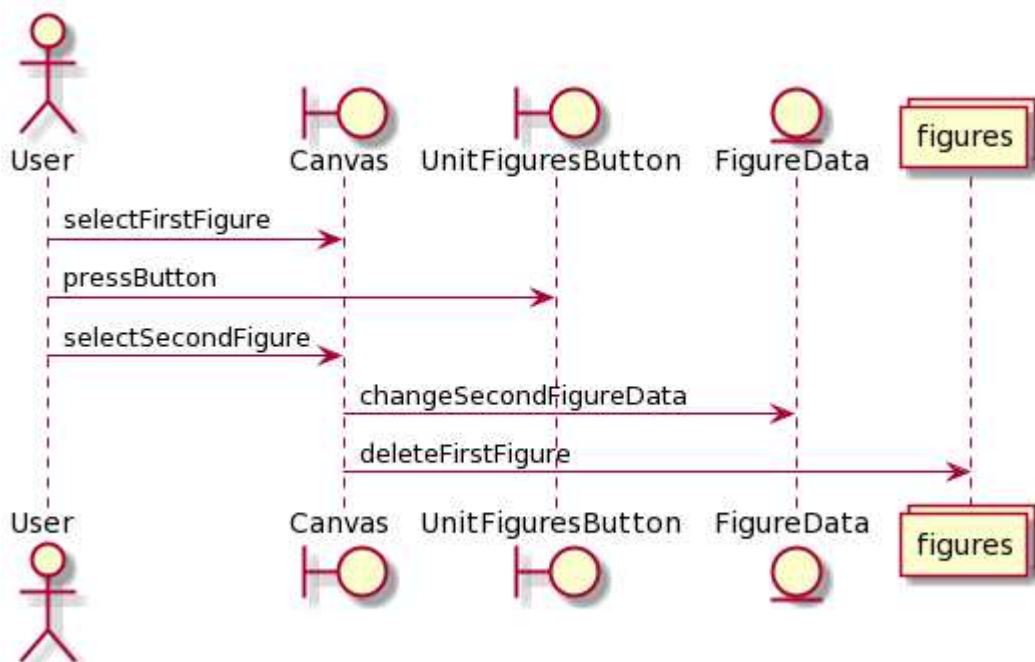 User
Canvas
UnitFiguresButton
FigureData
figures
selectFirstFigure
pressButton
selectSecondFigure
changeSecondFigureData
deleteFirstFigure
User
Canvas
UnitFiguresButton
FigureData
figures